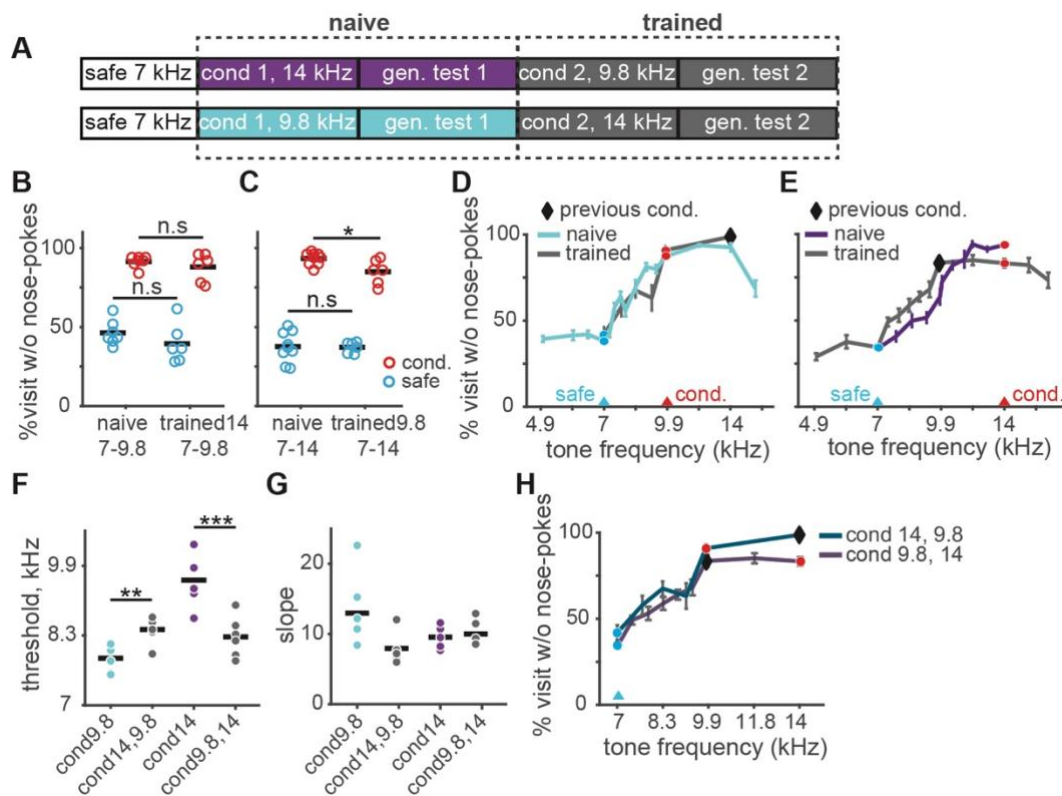 naive trained
A
safe 7 kHz cond 1, 14 kHz gen. test 1 cond 2, 9.8 kHz gen. test 2
safe 7 kHz cond 1, 9.8 kHz gen. test 1 cond 2, 14 kHz gen. test 2
B
%visit w/o nose-pokes
100
50
0
n.s
n.s
naive trained14
7-9.8 7-9.8
C
*
n.s
cond.
safe
naive trained9.8
7-14 7-14
D
% visit w/o nose-pokes
100
50
0
previous cond.
naive
trained
safe cond.
4.9 7 9.9 14
tone frequency (kHz)
E
previous cond.
naive
trained
safe cond.
4.9 7 9.9 14
tone frequency (kHz)
F
threshold, kHz
9.9
8.3
7
**
***
cond9.8
cond14,9.8
cond14
cond9.8,14
G
slope
20
10
0
cond9.8
cond14,9.8
cond14
cond9.8,14
H
% visit w/o nose-pokes
100
50
0
cond 14, 9.8
cond 9.8, 14
7 8.3 9.9 11.8 14
tone frequency (kHz)